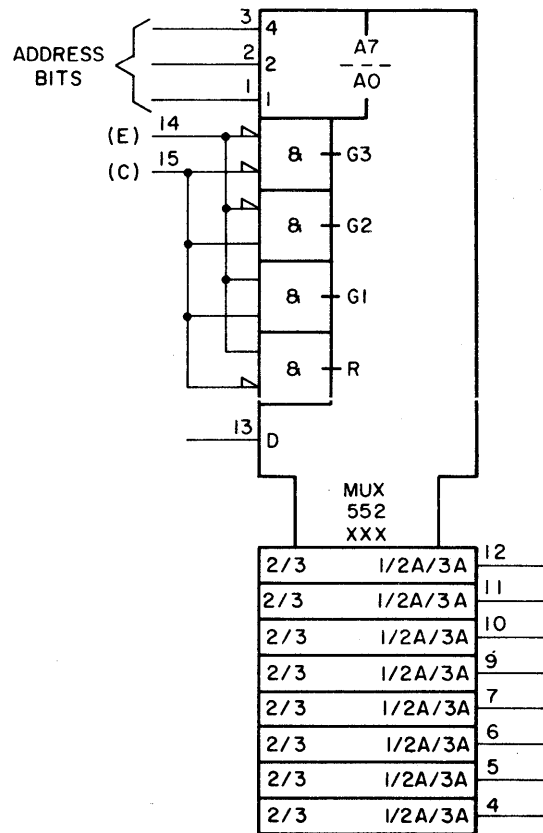 3 4
ADDRESS BITS
2 2
1 1
A7
A0
(E) 14
(C) 15
& G3
& G2
& G1
& R
13 D
MUX
552
XXX
2/3 1/2A/3A 12
2/3 1/2A/3A 11
2/3 1/2A/3A 10
2/3 1/2A/3A 9
2/3 1/2A/3A 7
2/3 1/2A/3A 6
2/3 1/2A/3A 5
2/3 1/2A/3A 4